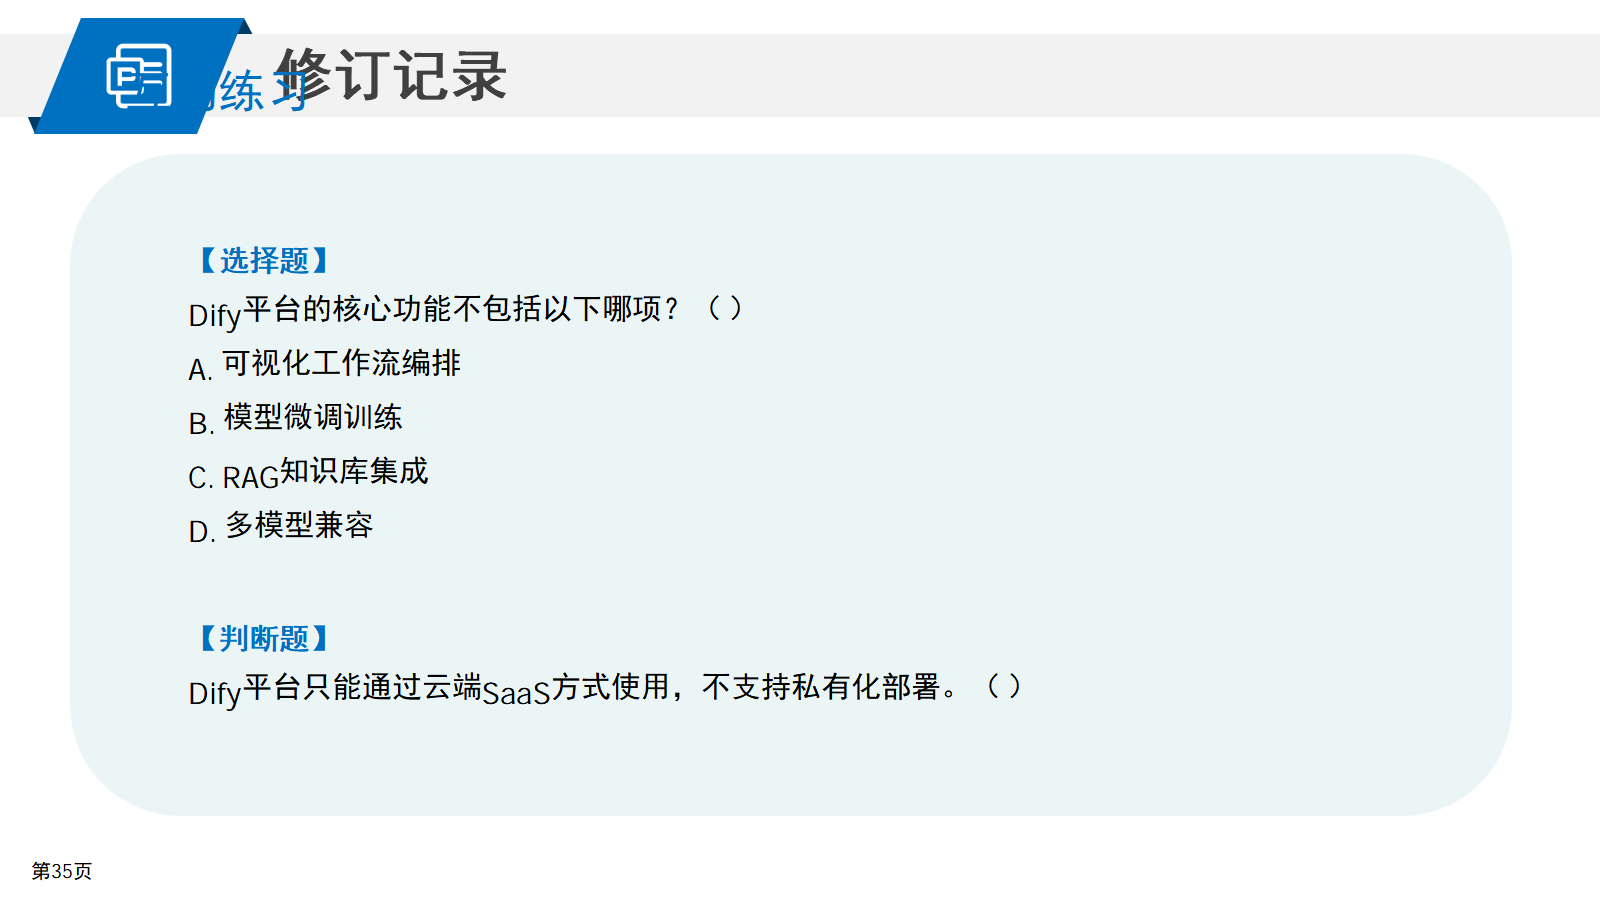 修订记录
练习
【选择题】
Dify平台的核心功能不包括以下哪项？（ ）
A. 可视化工作流编排
B. 模型微调训练
C. RAG知识库集成
D. 多模型兼容
【判断题】
Dify平台只能通过云端SaaS方式使用，不支持私有化部署。（ ）
第35页